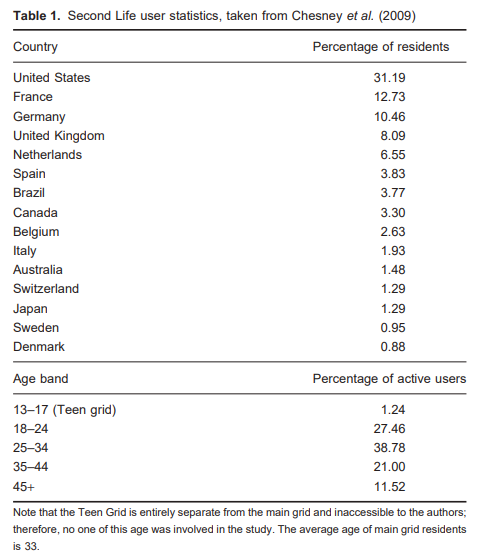 Table 1. Second Life user statistics, taken from Chesney et al. (2009)
Country Percentage of residents
United States 31.19
France 12.73
Germany 10.46
United Kingdom 8.09
Netherlands 6.55
Spain 3.83
Brazil 3.77
Canada 3.30
Belgium 2.63
Italy 1.93
Australia 1.48
Switzerland 1.29
Japan 1.29
Sweden 0.95
Denmark 0.88
Age band Percentage of active users
13–17 (Teen grid) 1.24
18–24 27.46
25–34 38.78
35–44 21.00
45+ 11.52
Note that the Teen Grid is entirely separate from the main grid and inaccessible to the authors;
therefore, no one of this age was involved in the study. The average age of main grid residents
is 33.